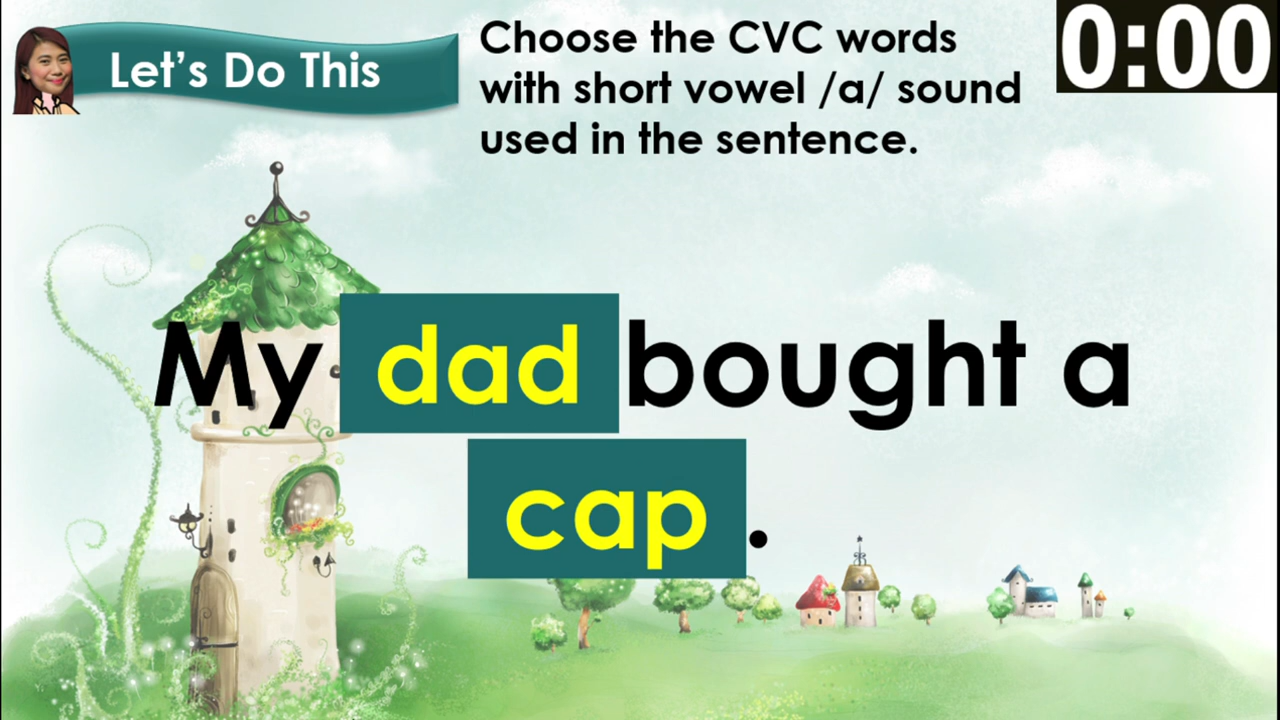 Let's Do This
Choose the CVC words
with short vowel /a/ sound
used in the sentence.
0:00
My dad bought a
cap.